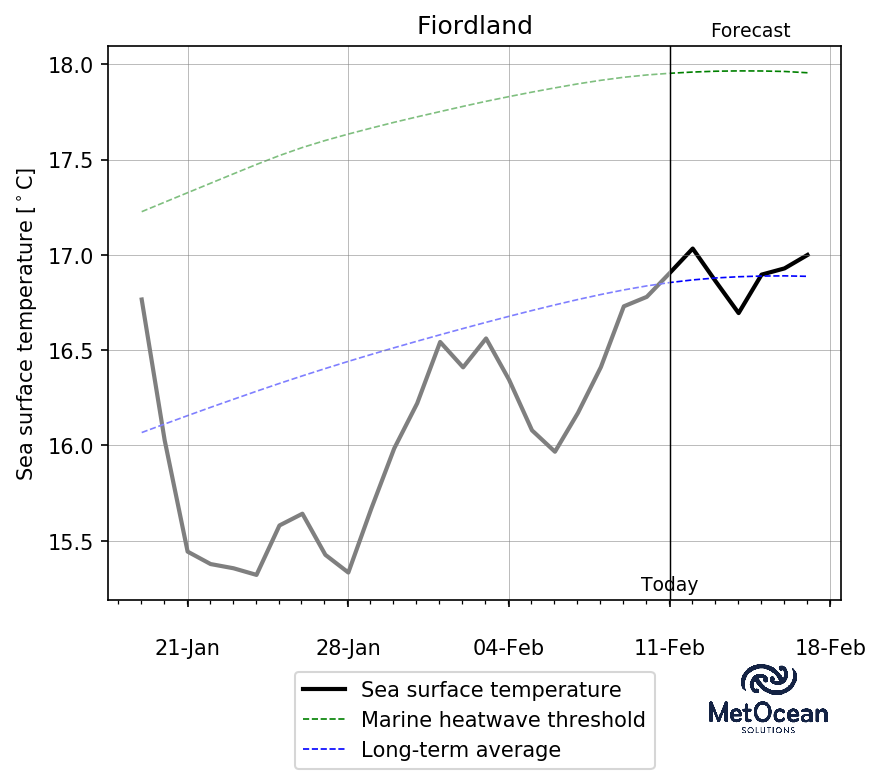 Fiordland
Forecast
Sea surface temperature [°C]
18.0
17.5
17.0
16.5
16.0
15.5
Today
21-Jan 28-Jan 04-Feb 11-Feb 18-Feb
Sea surface temperature
Marine heatwave threshold
Long-term average
MetOcean
SOLUTIONS